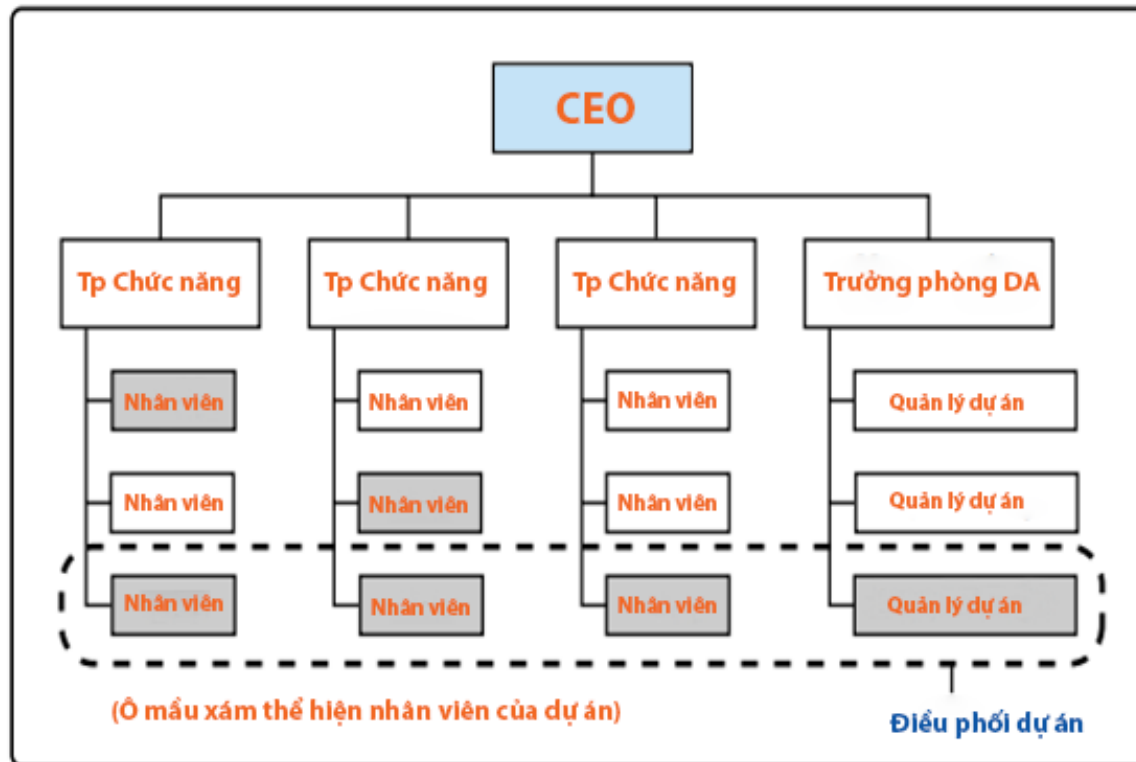 CEO
Tp Chức năng
Tp Chức năng
Tp Chức năng
Trưởng phòng DA
Nhân viên
Nhân viên
Nhân viên
Quản lý dự án
Nhân viên
Nhân viên
Nhân viên
Quản lý dự án
Nhân viên
Nhân viên
Nhân viên
Quản lý dự án
(Ô mầu xám thể hiện nhân viên của dự án)
Điều phối dự án